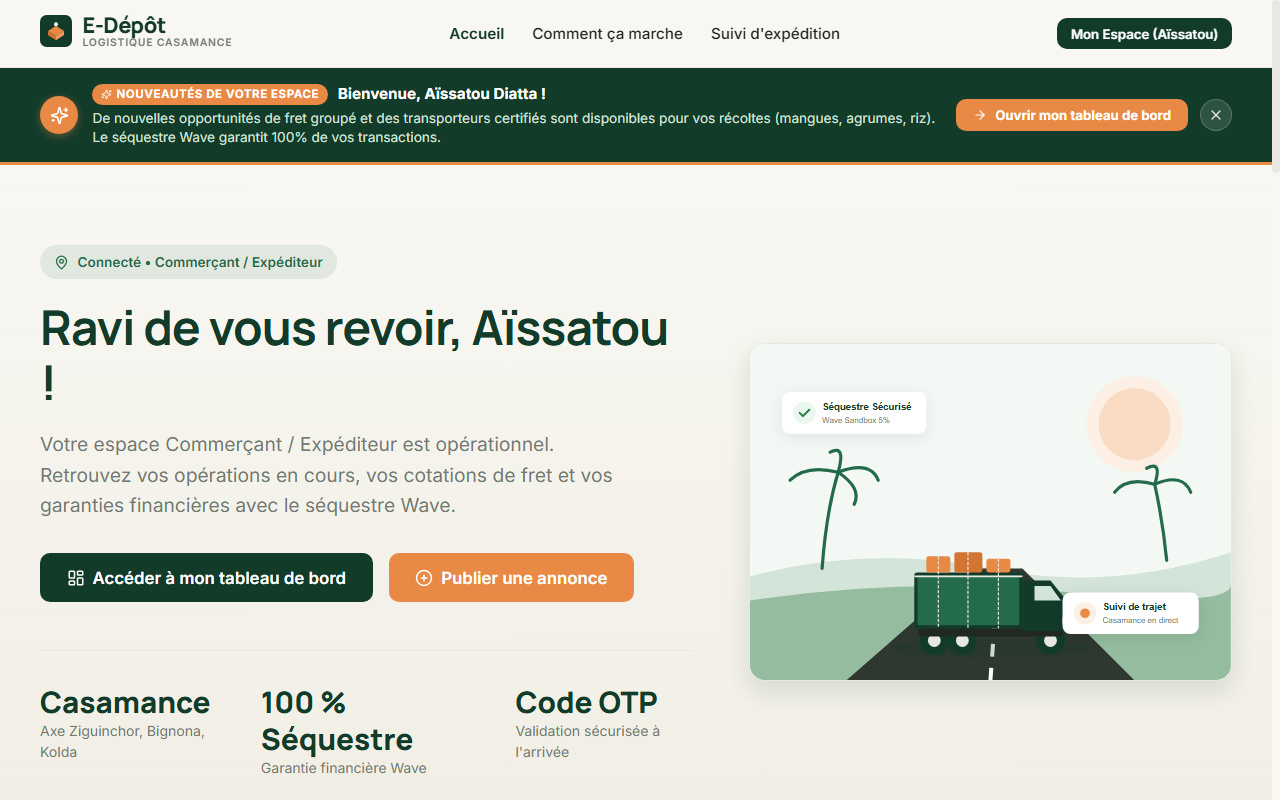 E-Dépôt
LOGISTIQUE CASAMANCE
Accueil
Comment ça marche
Suivi d'expédition
Mon Espace (Aïssatou)
NOUVEAUTÉS DE VOTRE ESPACE
Bienvenue, Aïssatou Diatta !
De nouvelles opportunités de fret groupé et des transporteurs certifiés sont disponibles pour vos récoltes (mangues, agrumes, riz).
Le séquestre Wave garantit 100% de vos transactions.
Ouvrir mon tableau de bord
Connecté • Commerçant / Expéditeur
Ravi de vous revoir, Aïssatou
!
Votre espace Commerçant / Expéditeur est opérationnel.
Retrouvez vos opérations en cours, vos cotations de fret et vos
garanties financières avec le séquestre Wave.
Accéder à mon tableau de bord
Publier une annonce
Casamance
Axe Ziguinchor, Bignona,
Kolda
100 %
Séquestre
Garantie financière Wave
Code OTP
Validation sécurisée à
l'arrivée
Séquestre Sécurisé
Wave Sandbox 5%
Suivi de trajet
Casamance en direct